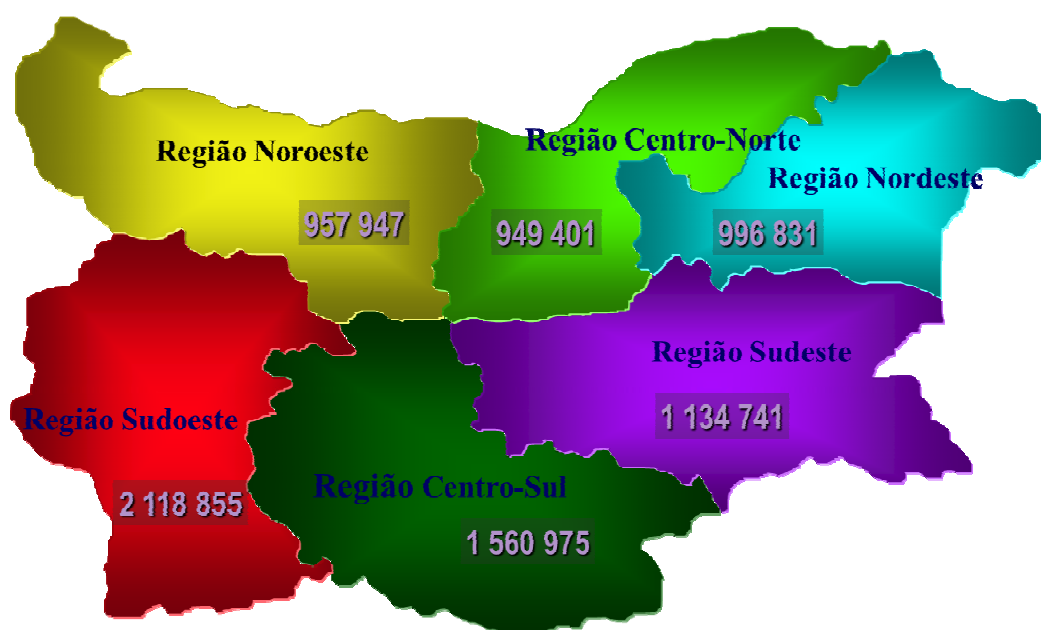 Região Noroeste
957 947
Região Centro-Norte
949 401
Região Nordeste
996 831
Região Sudoeste
2 118 855
Região Centro-Sul
1 560 975
Região Sudeste
1 134 741